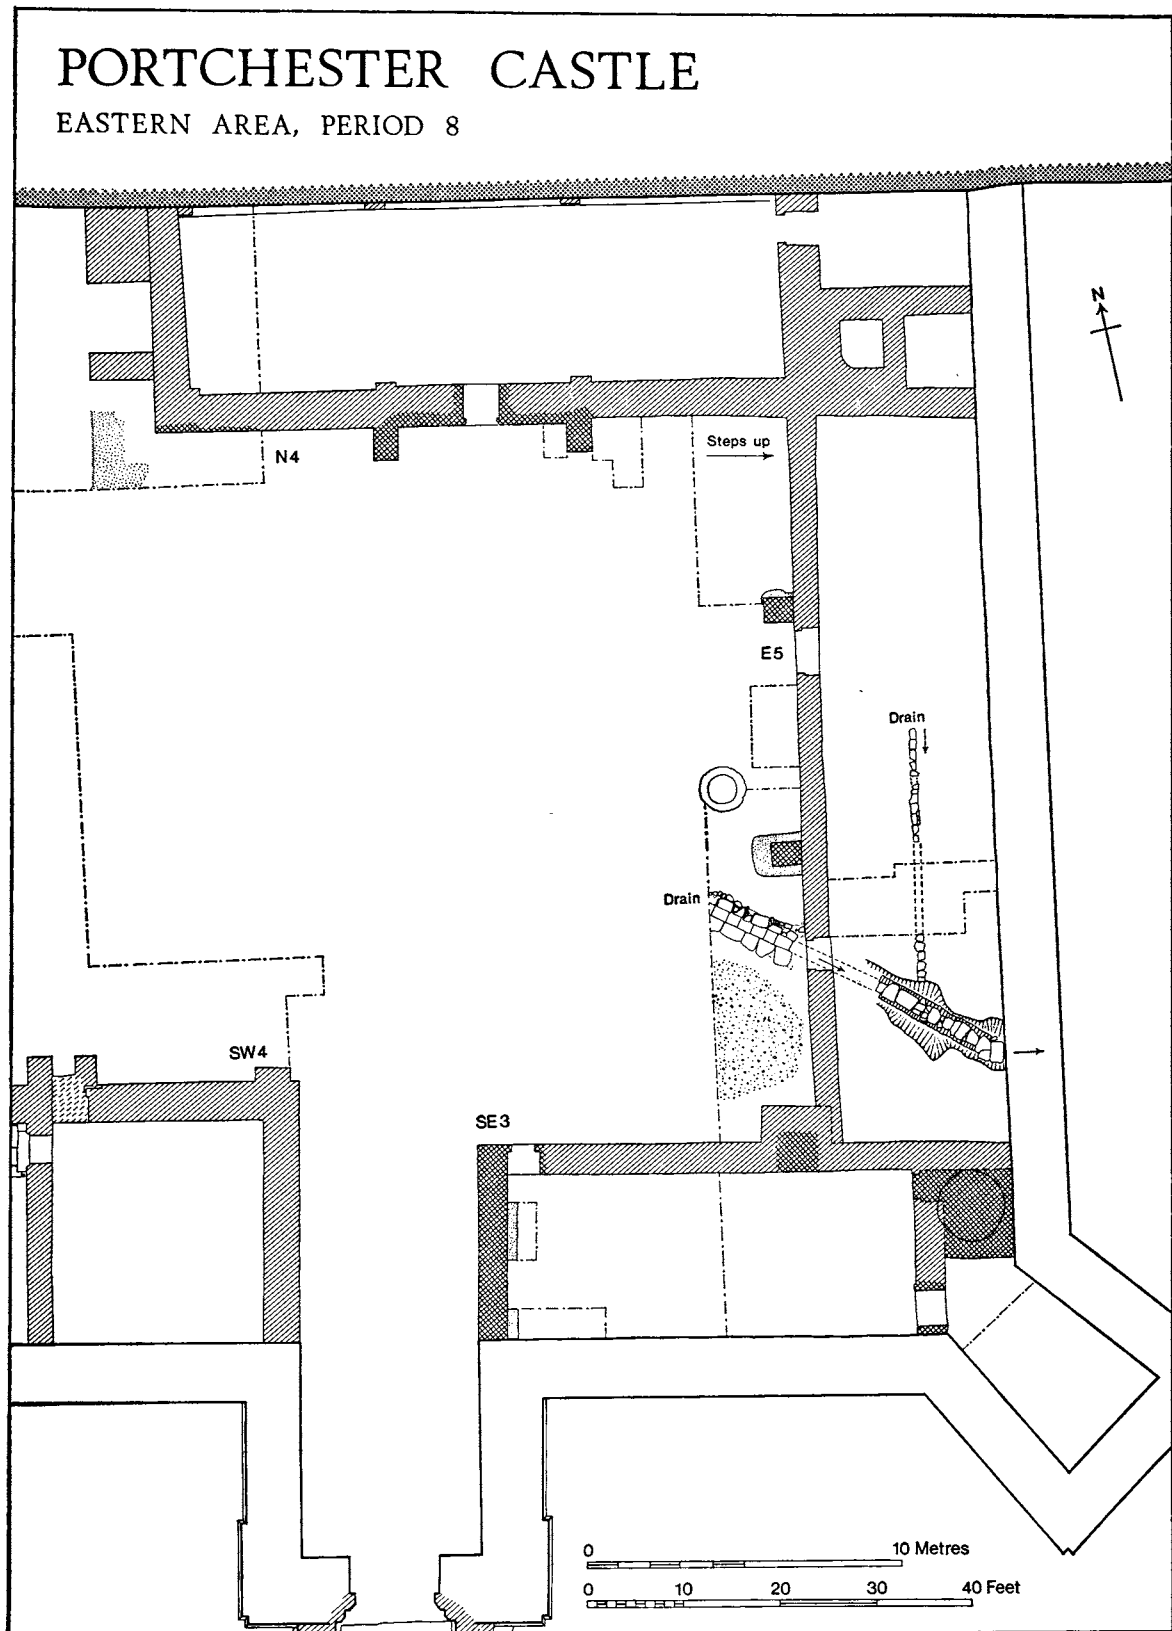 PORTCHESTER CASTLE
EASTERN AREA, PERIOD 8
N
Steps up
N4
E5
Drain
Drain
SW4
SE3
0 10 Metres
0 10 20 30 40 Feet